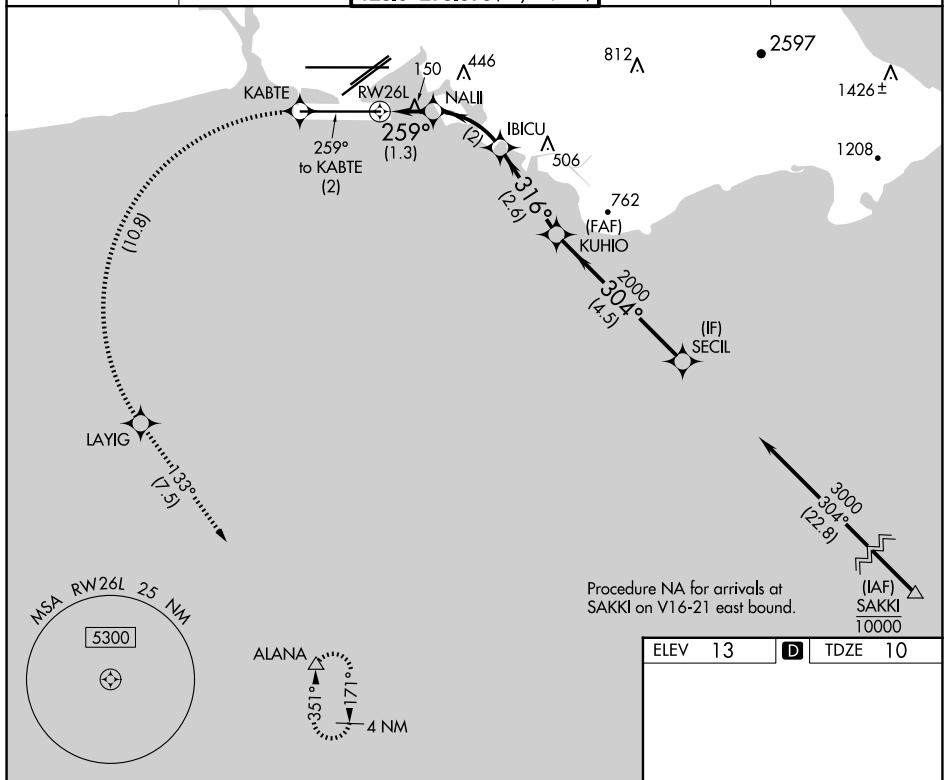 2597
812
446
150
1426±
KABTE
RW26L
NALII
IBICU
259°
(1.3)
259°
to KABTE
(2)
(2)
506
1208
316°
(2.6)
762
(FAF)
KUHIO
(10.8)
2000
304°
(4.5)
(IF)
SECIL
LAYIG
133°
(7.5)
3000
304°
(22.8)
(IAF)
SAKKI
10000
Procedure NA for arrivals at
SAKKI on V16-21 east bound.
MSA RW26L 25 NM
5300
ALANA
351°
171°
4 NM
ELEV 13 D TDZE 10